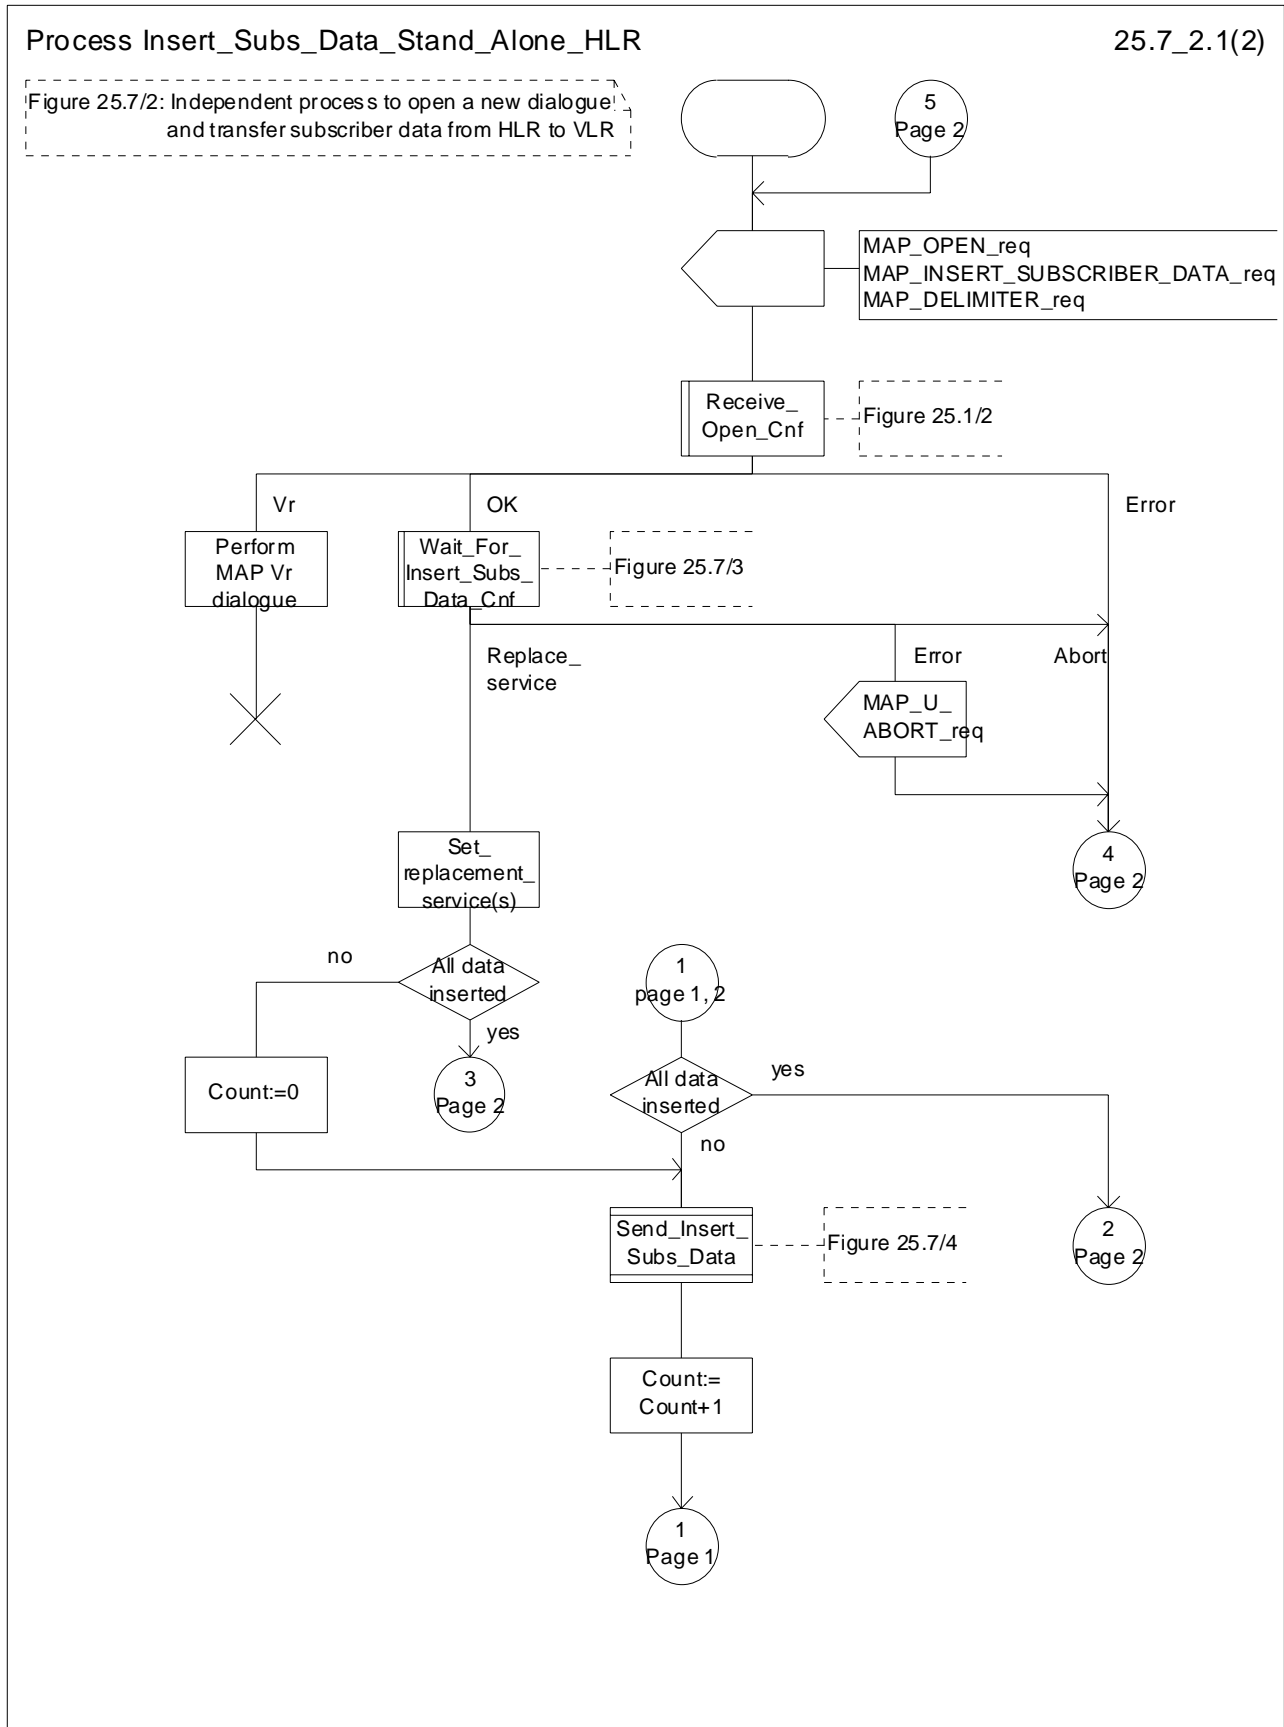 Process Insert_Subs_Data_Stand_Alone_HLR
25.7_2.1(2)
Figure 25.7/2: Independent process to open a new dialogue
and transfer subscriber data from HLR to VLR
5
Page 2
MAP_OPEN_req
MAP_INSERT_SUBSCRIBER_DATA_req
MAP_DELIMITER_req
Receive_
Open_Cnf
Figure 25.1/2
Vr
OK
Error
Perform
MAP Vr
dialogue
Wait_For_
Insert_Subs_
Data_Cnf
Figure 25.7/3
Replace_
service
Error
Abort
MAP_U_
ABORT_req
Set_
replacement_
service(s)
4
Page 2
no
All data
inserted
yes
1
page 1, 2
Count:=0
3
Page 2
All data
inserted
yes
no
Send_Insert_
Subs_Data
Figure 25.7/4
2
Page 2
Count:=
Count+1
1
Page 1